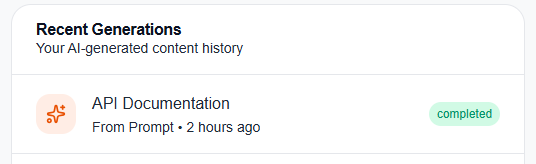 Recent Generations
Your AI-generated content history
API Documentation
From Prompt • 2 hours ago
completed